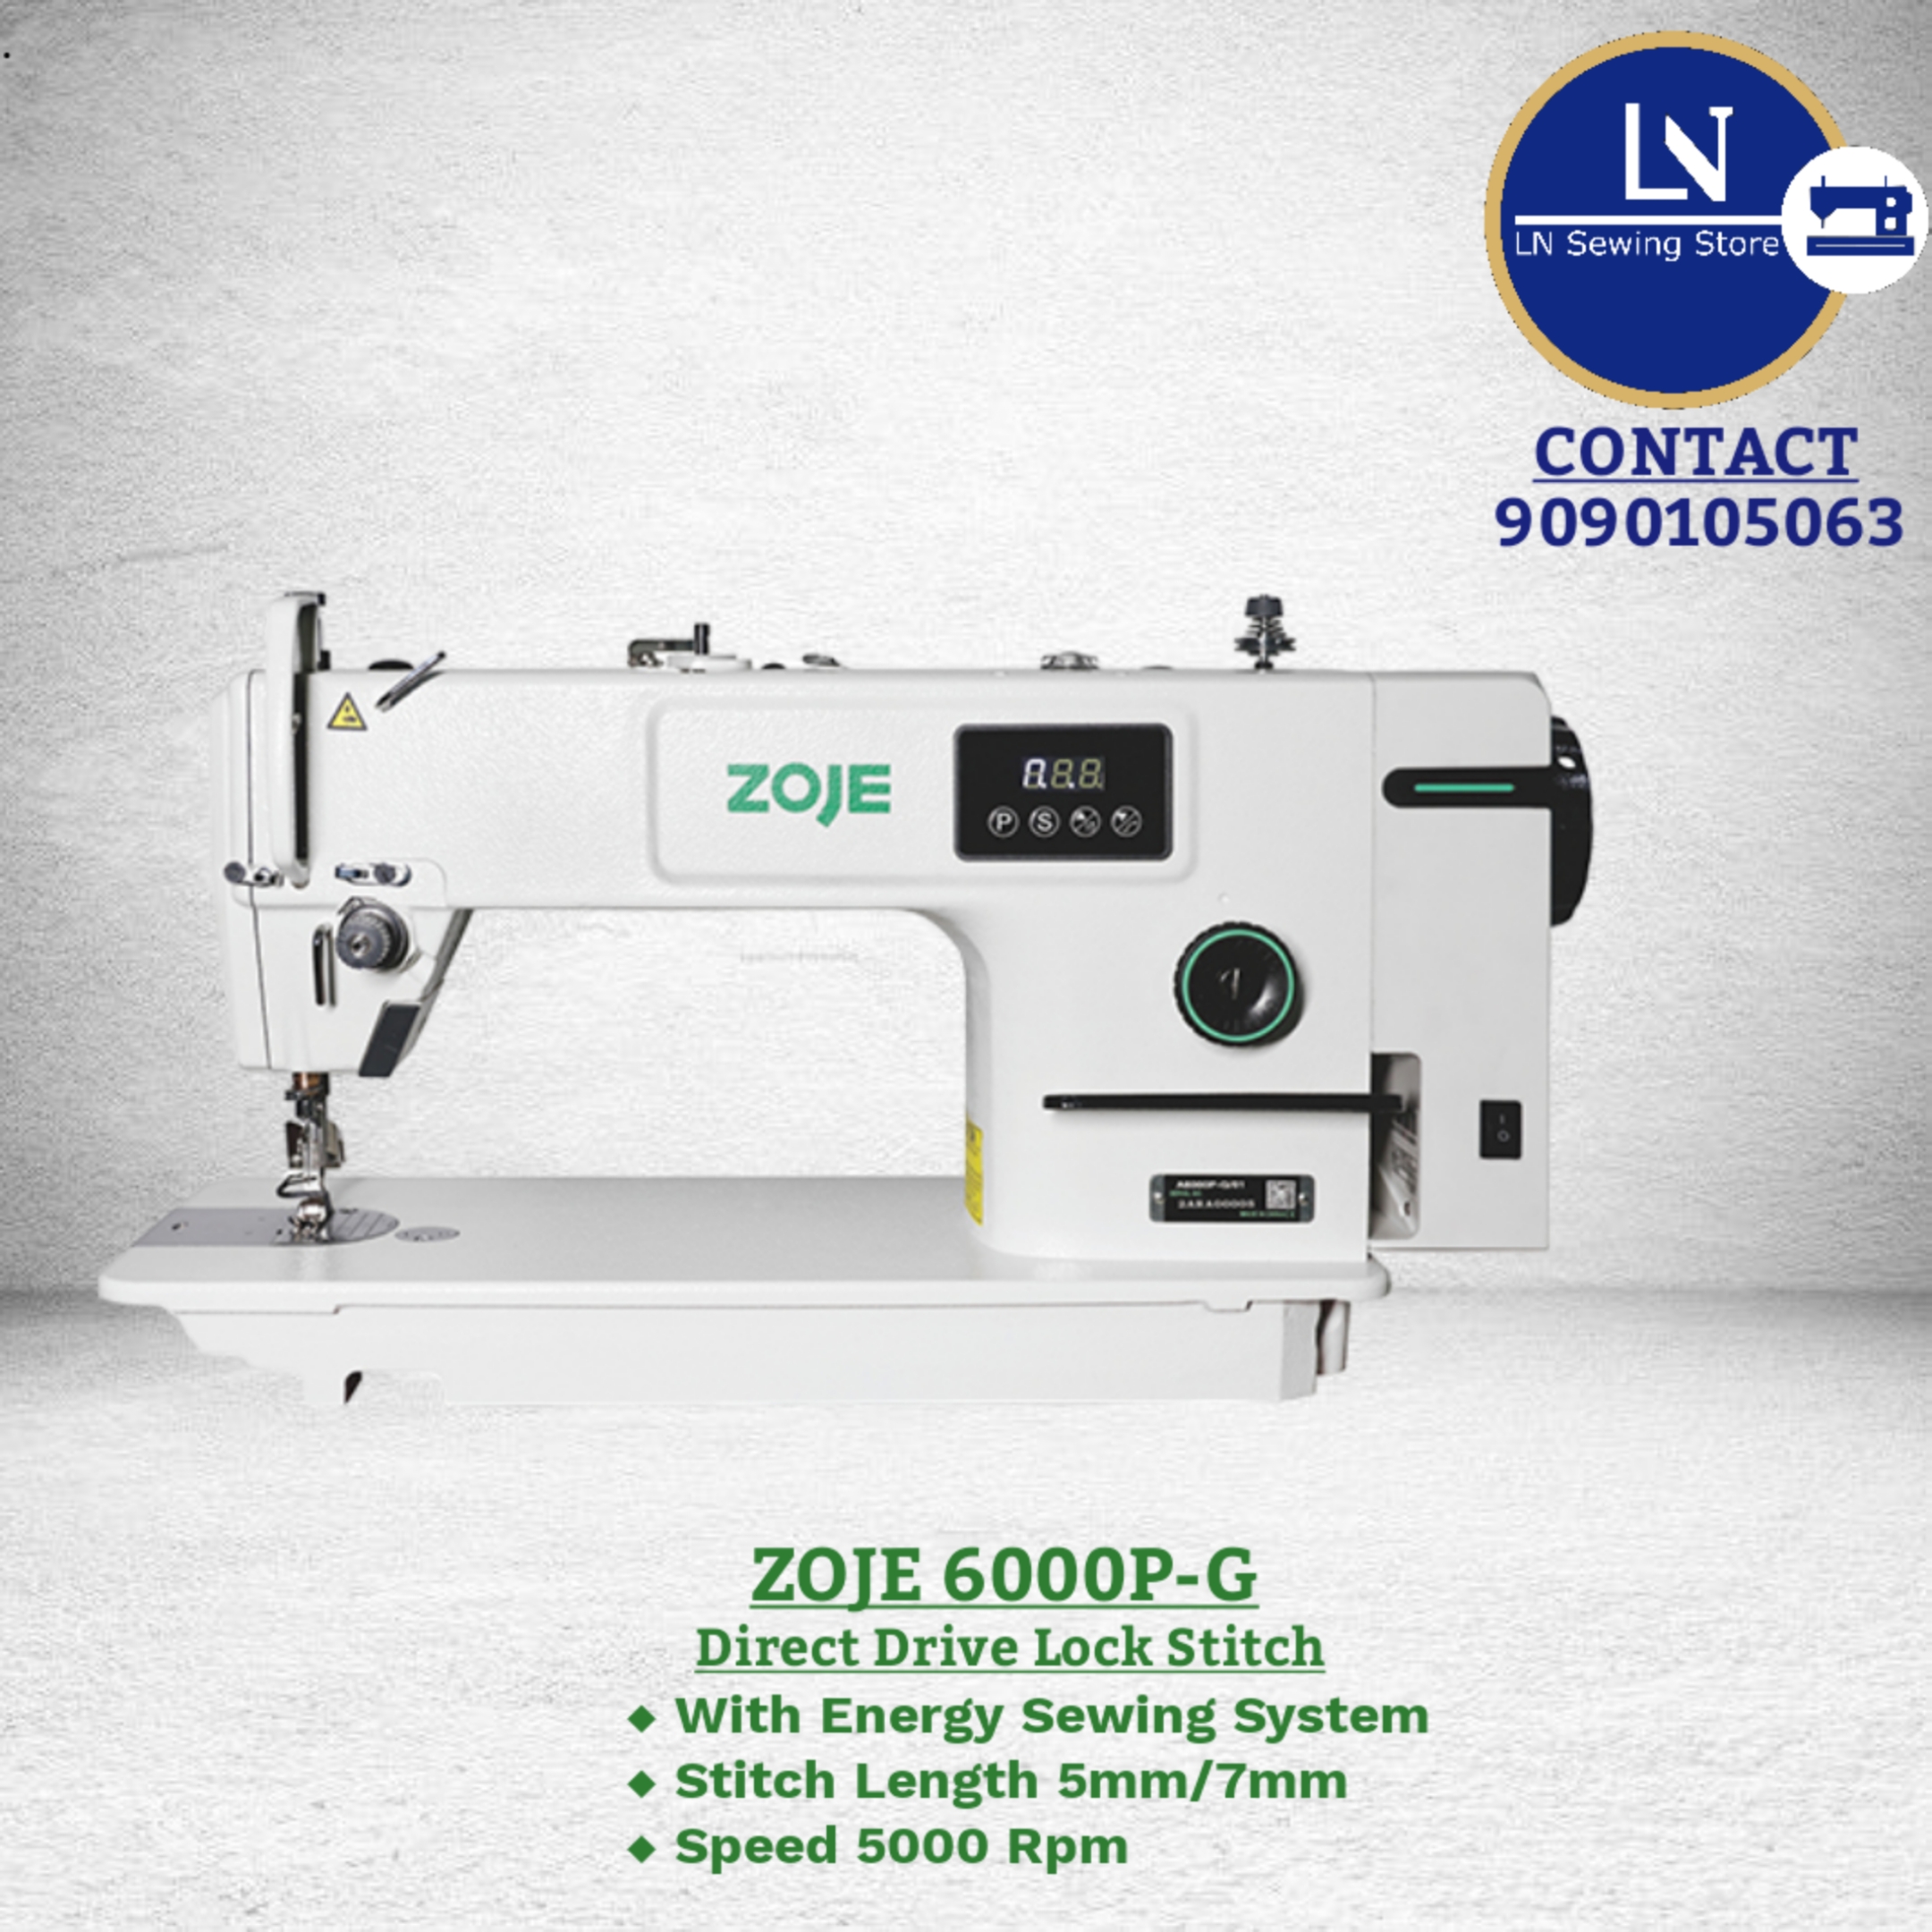 LN
LN Sewing Store
CONTACT
9090105063
ZOJE
P S
ZOJE 6000P-G
Direct Drive Lock Stitch
◆ With Energy Sewing System
◆ Stitch Length 5mm/7mm
◆ Speed 5000 Rpm